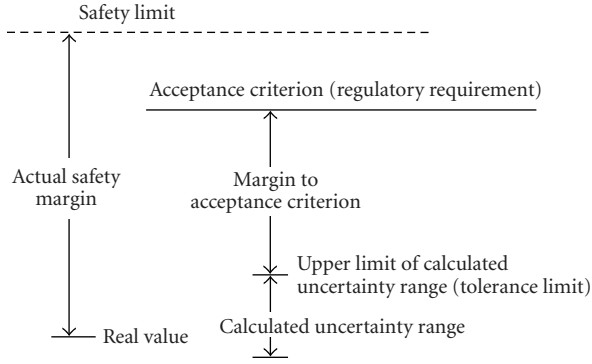 Safety limit
Acceptance criterion (regulatory requirement)
Actual safety
margin
Margin to
acceptance criterion
Upper limit of calculated
uncertainty range (tolerance limit)
Real value
Calculated uncertainty range